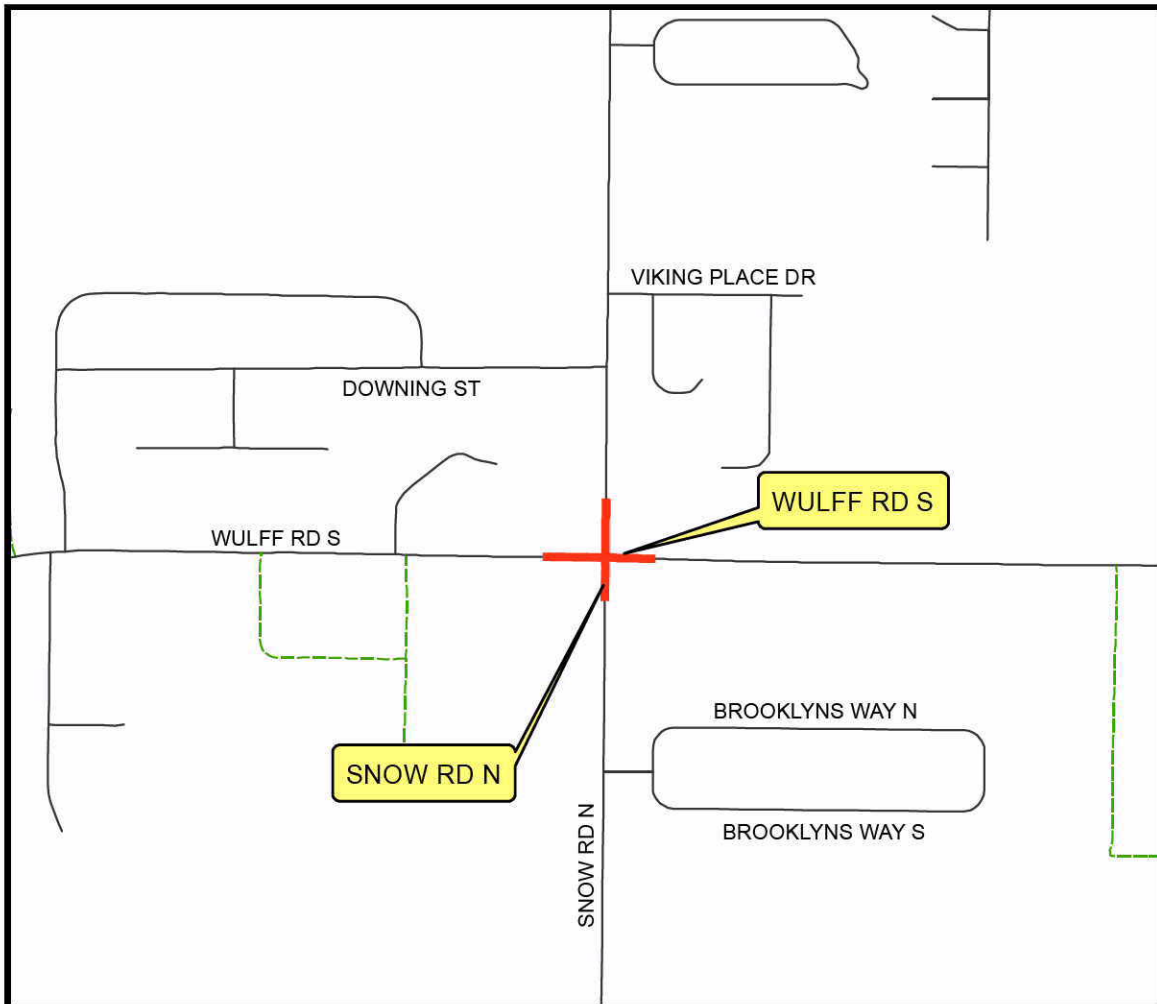 VIKING PLACE DR
DOWNING ST
WULFF RD S
WULFF RD S
BROOKLYNS WAY N
SNOW RD N
BROOKLYNS WAY S
SNOW RD N